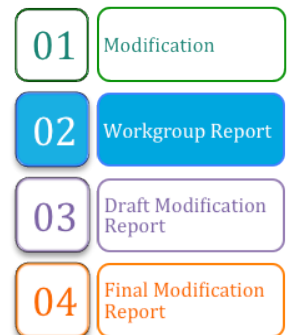 01 Modification
02 Workgroup Report
03 Draft Modification
Report
04 Final Modification
Report